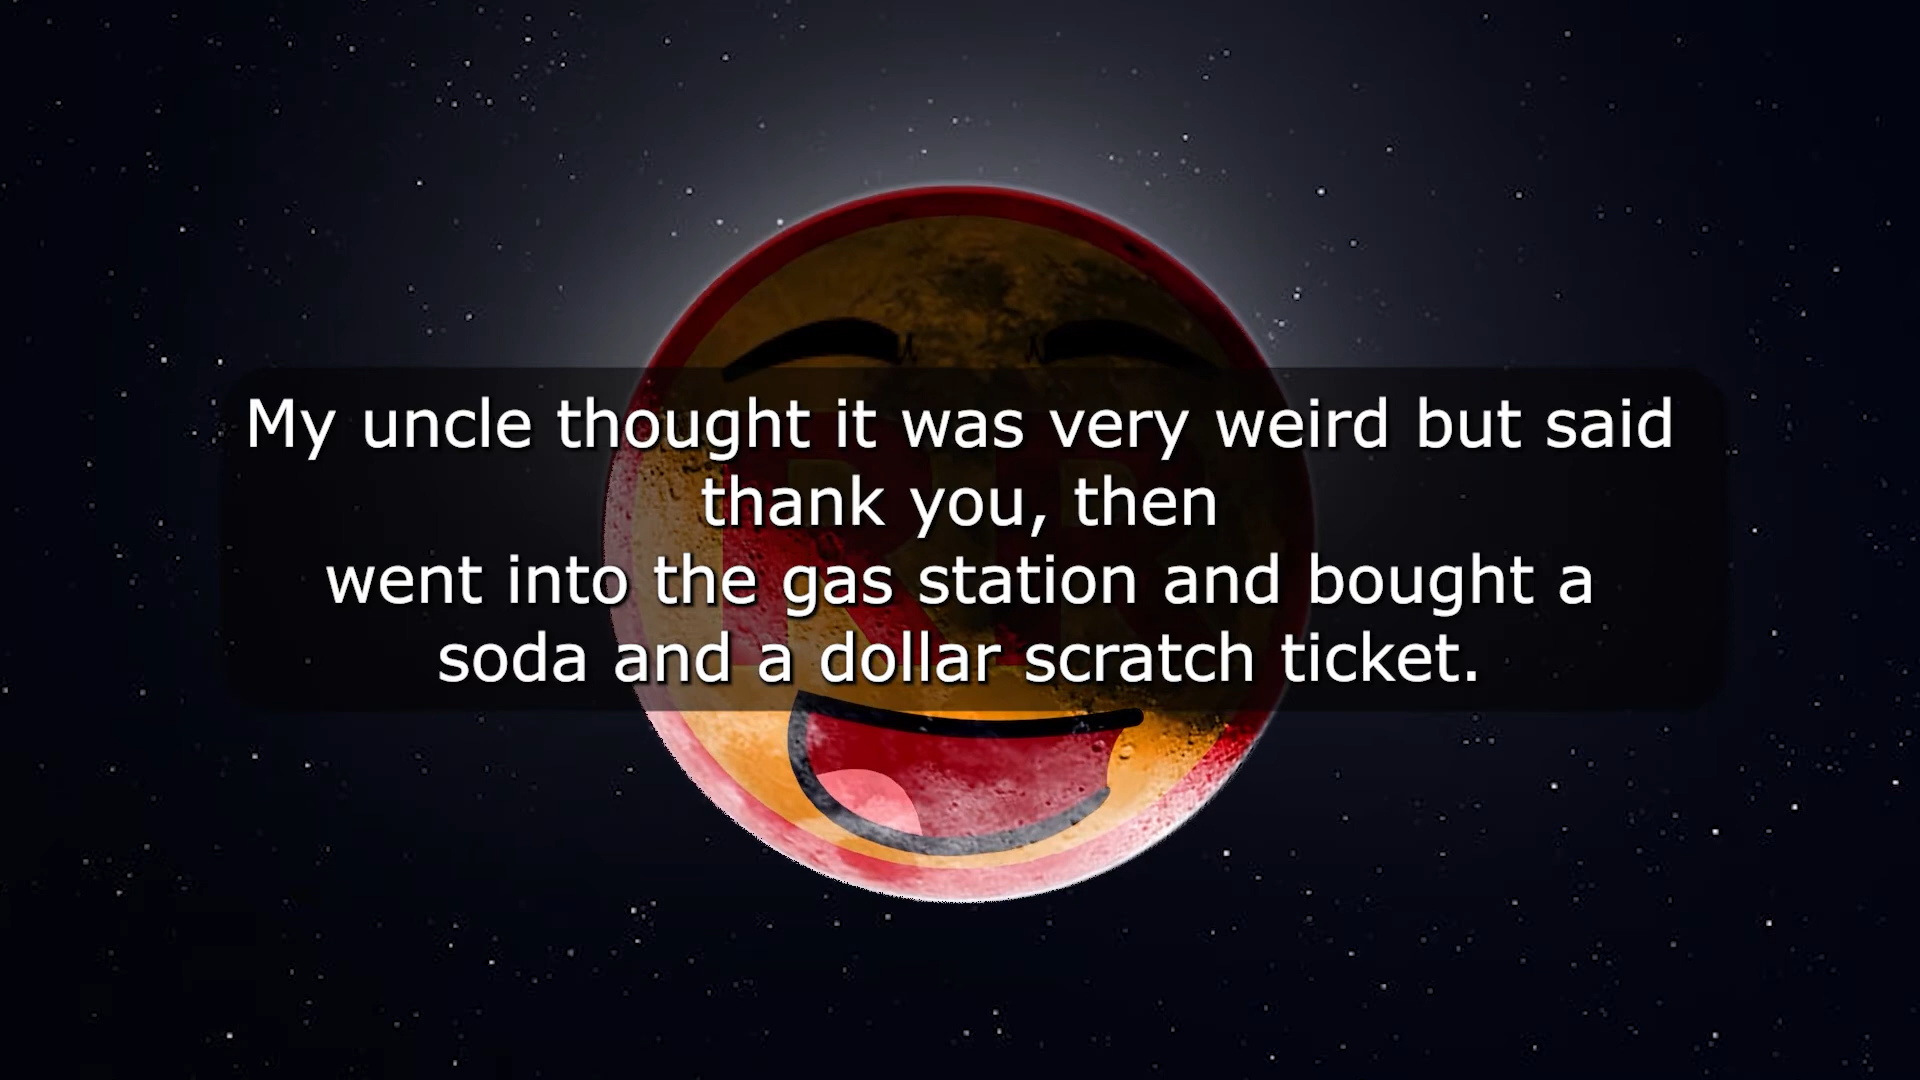 My uncle thought it was very weird but said
thank you, then
went into the gas station and bought a
soda and a dollar scratch ticket.